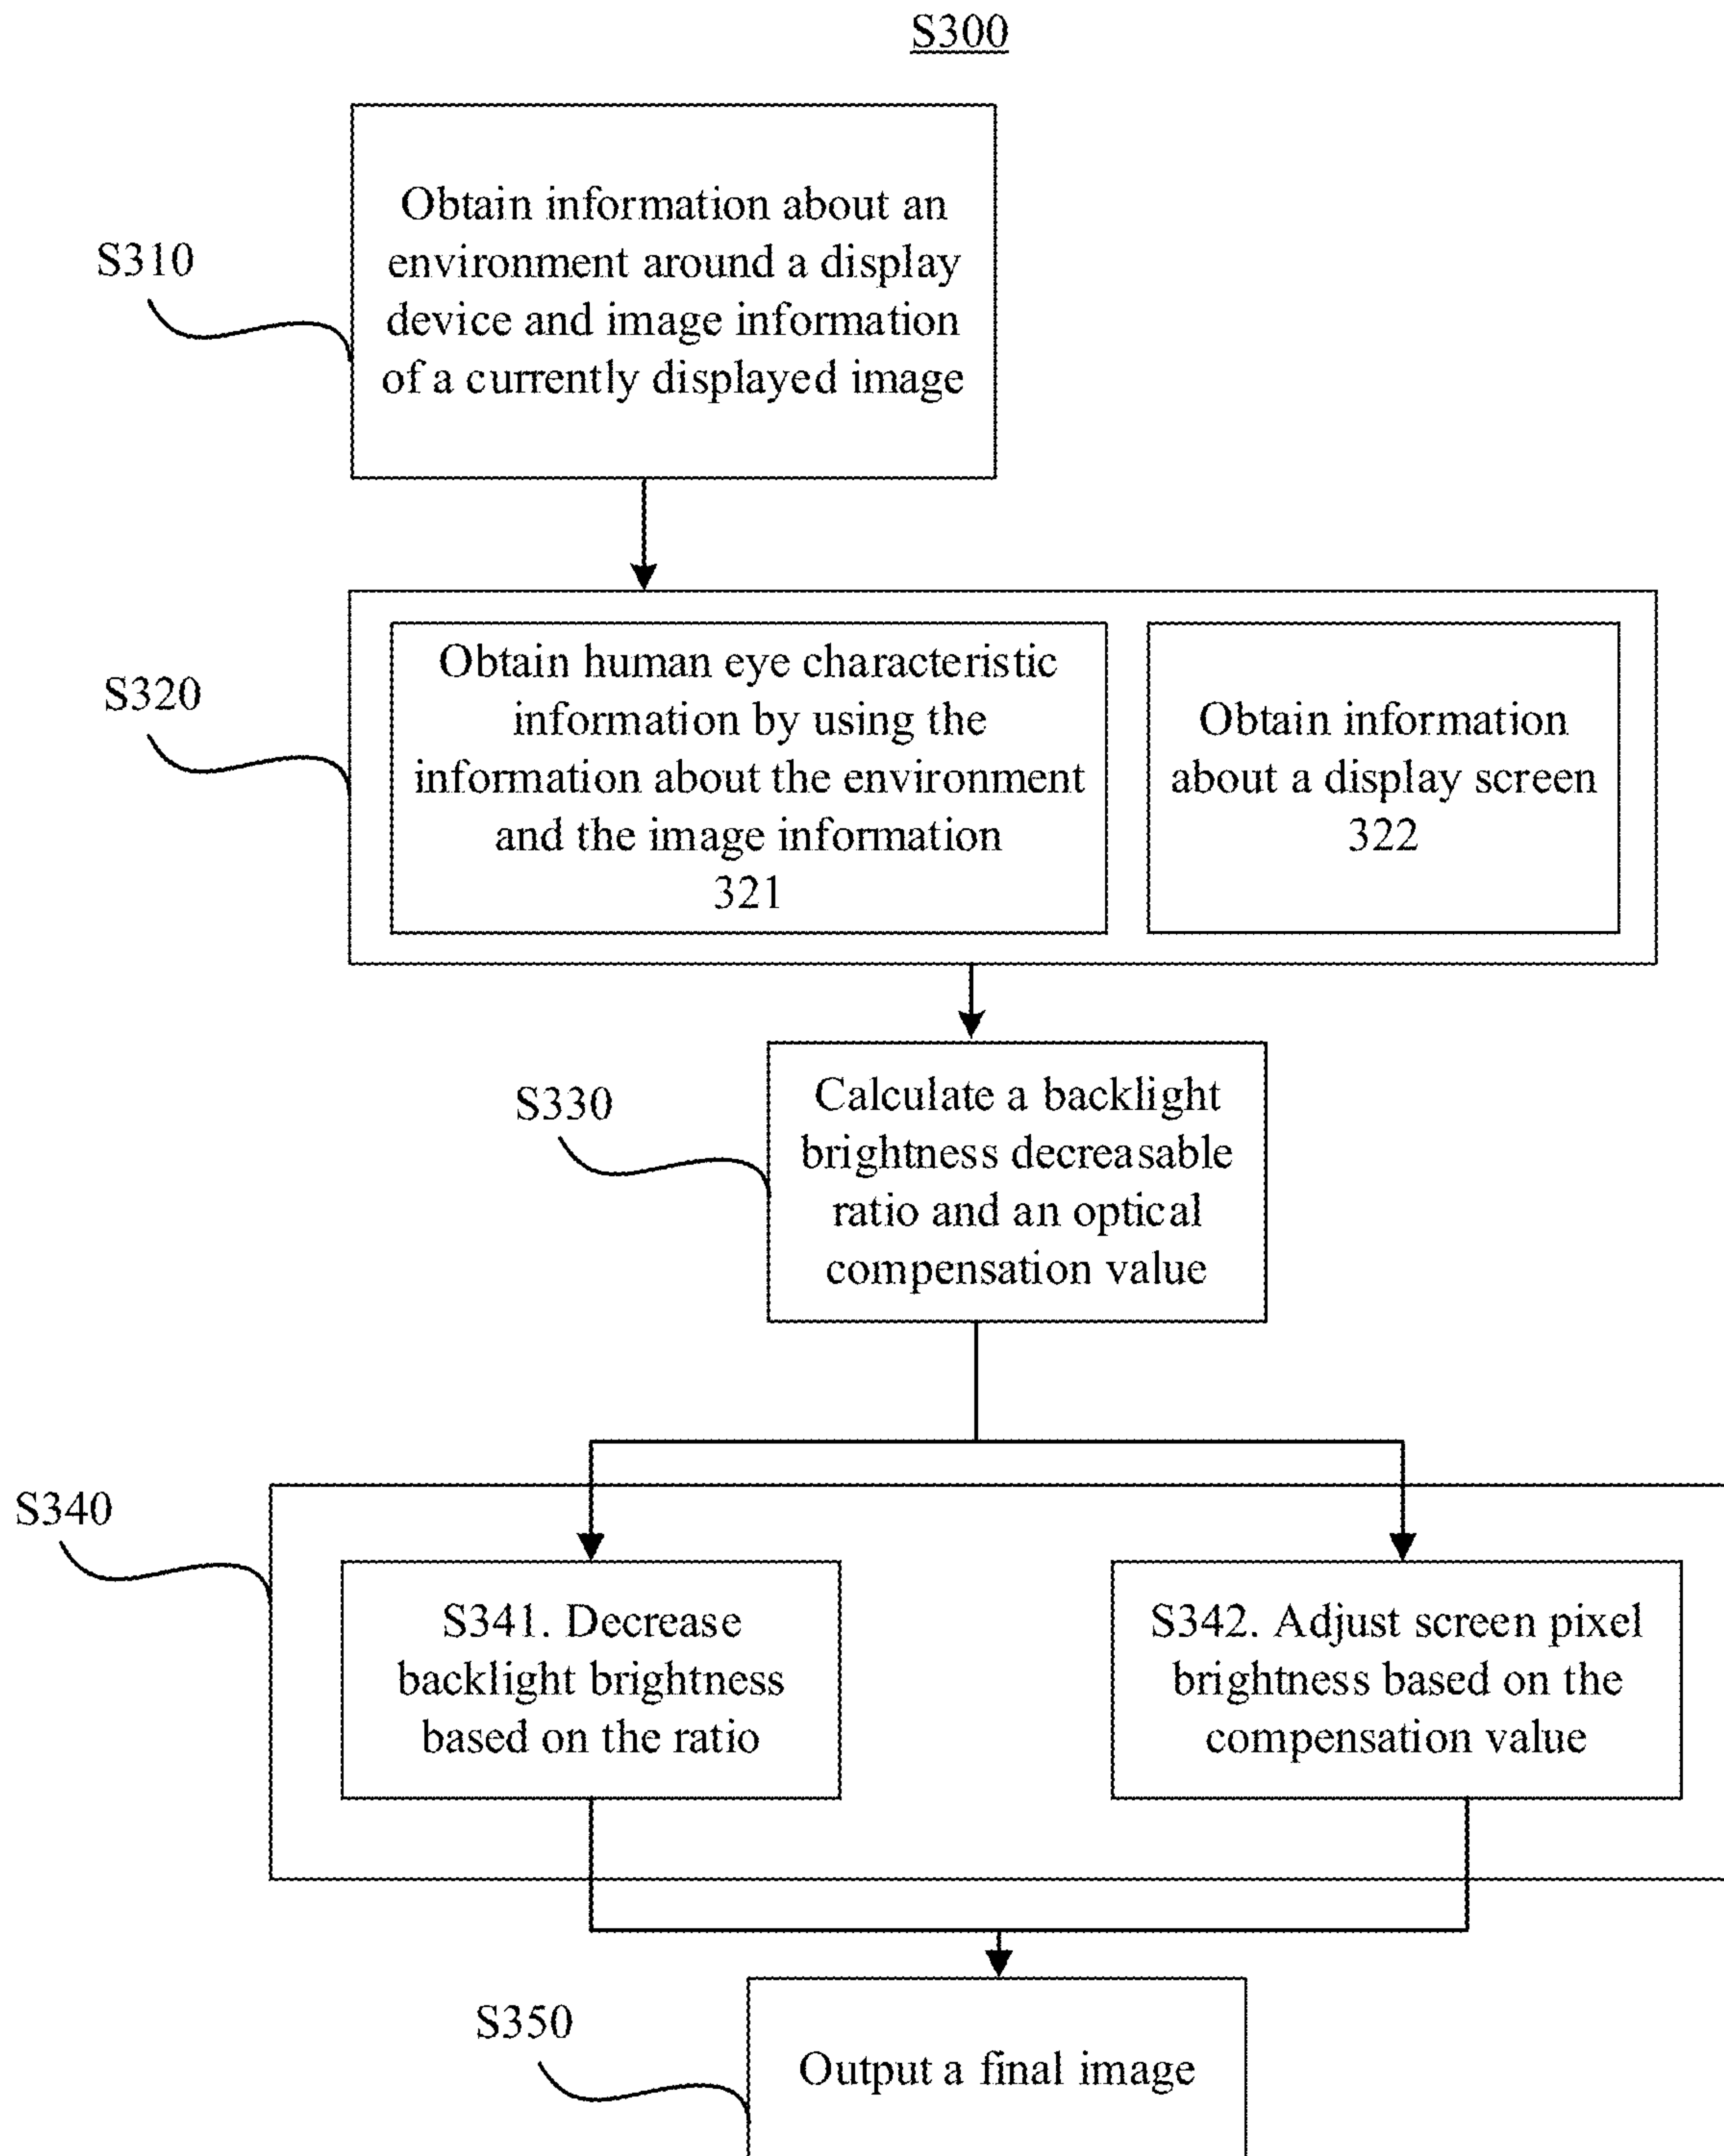 S300
S310
Obtain information about an
environment around a display
device and image information
of a currently displayed image
S320
Obtain human eye characteristic
information by using the
information about the environment
and the image information
321
Obtain information
about a display screen
322
S330
Calculate a backlight
brightness decreasable
ratio and an optical
compensation value
S340
S341. Decrease
backlight brightness
based on the ratio
S342. Adjust screen pixel
brightness based on the
compensation value
S350
Output a final image